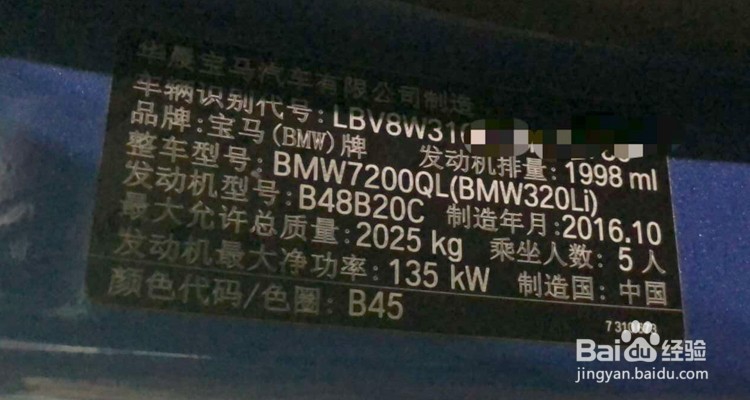 华晨宝马汽车有限公司制造
车辆识别代号: LBV8W310
品牌: 宝马(BMW)牌 发动机排量: 1998 ml
整车型号: BMW7200QL(BMW320Li)
发动机型号: B48B20C 制造年月: 2016.10
最大允许总质量: 2025 kg 乘坐人数: 5人
发动机最大净功率: 135 kW 制造国: 中国
颜色代码/色圈: B45
Baidu经验
jingyan.baidu.com